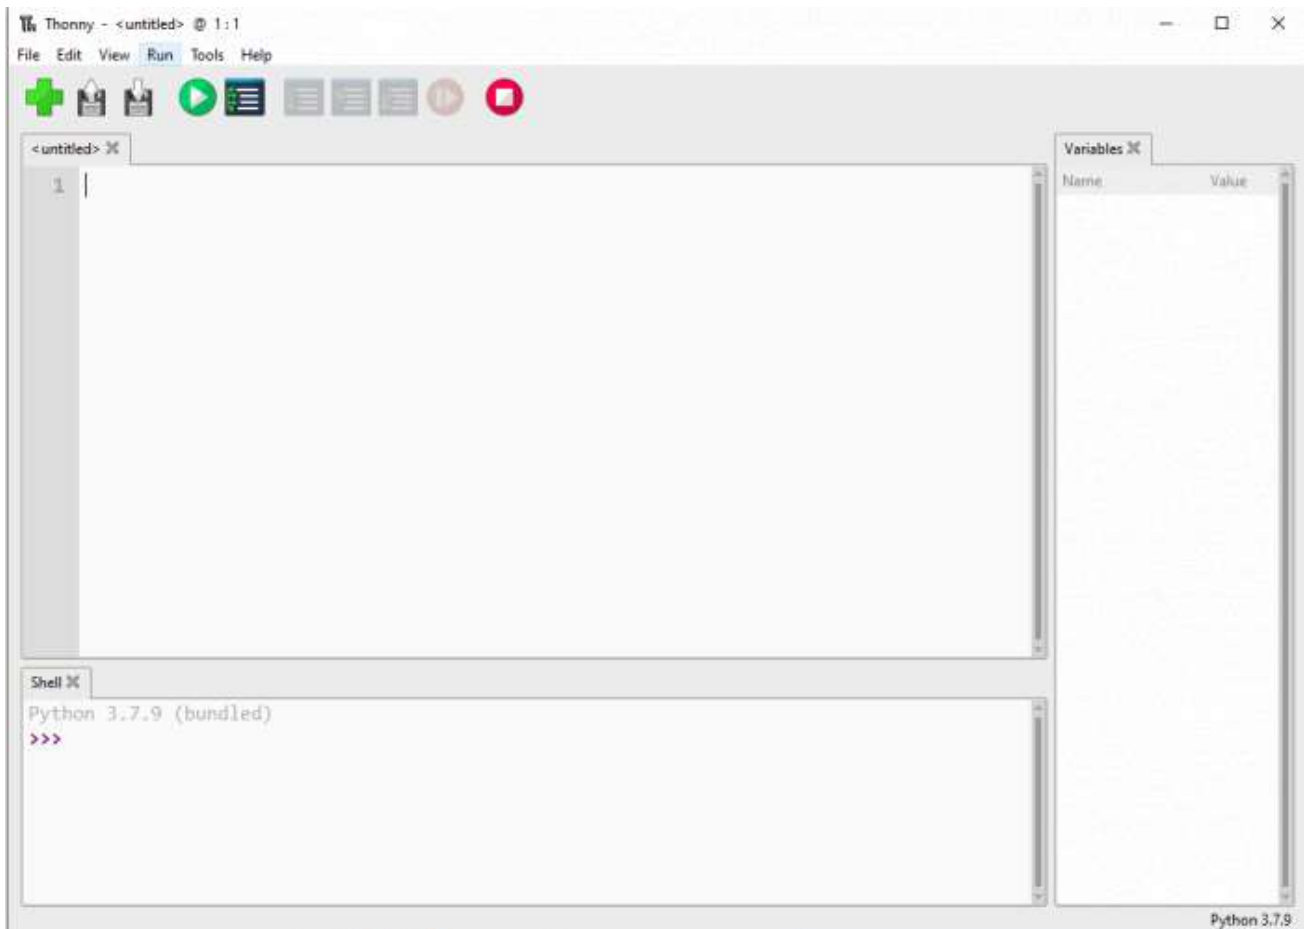 Thonny - <untitled> @ 1:1
File Edit View Run Tools Help
<untitled>
1
Variables
Name Value
Shell
Python 3.7.9 (bundled)
>>>
Python 3.7.9